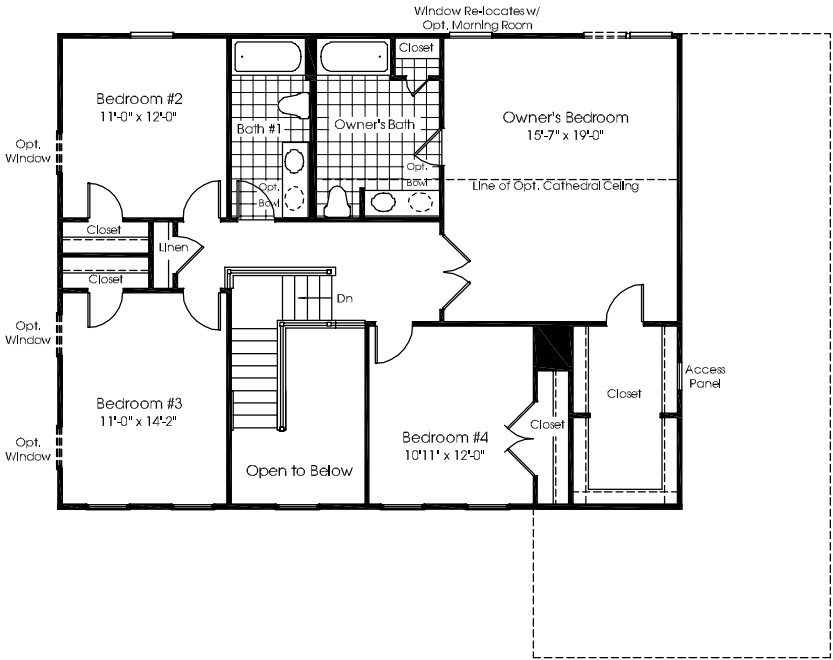 Window Re-locates w/
Opt. Morning Room
Closet
Bedroom #2
11'-0" x 12'-0"
Bath #1
Owner's Bath
Owner's Bedroom
15'-7" x 19'-0"
Opt.
Window
Opt.
Bowl
Opt.
Bowl
Line of Opt. Cathedral Ceiling
Closet
Linen
Closet
Dn
Opt.
Window
Access
Panel
Closet
Bedroom #3
11'-0" x 14'-2"
Bedroom #4
10'11" x 12'-0"
Closet
Opt.
Window
Open to Below